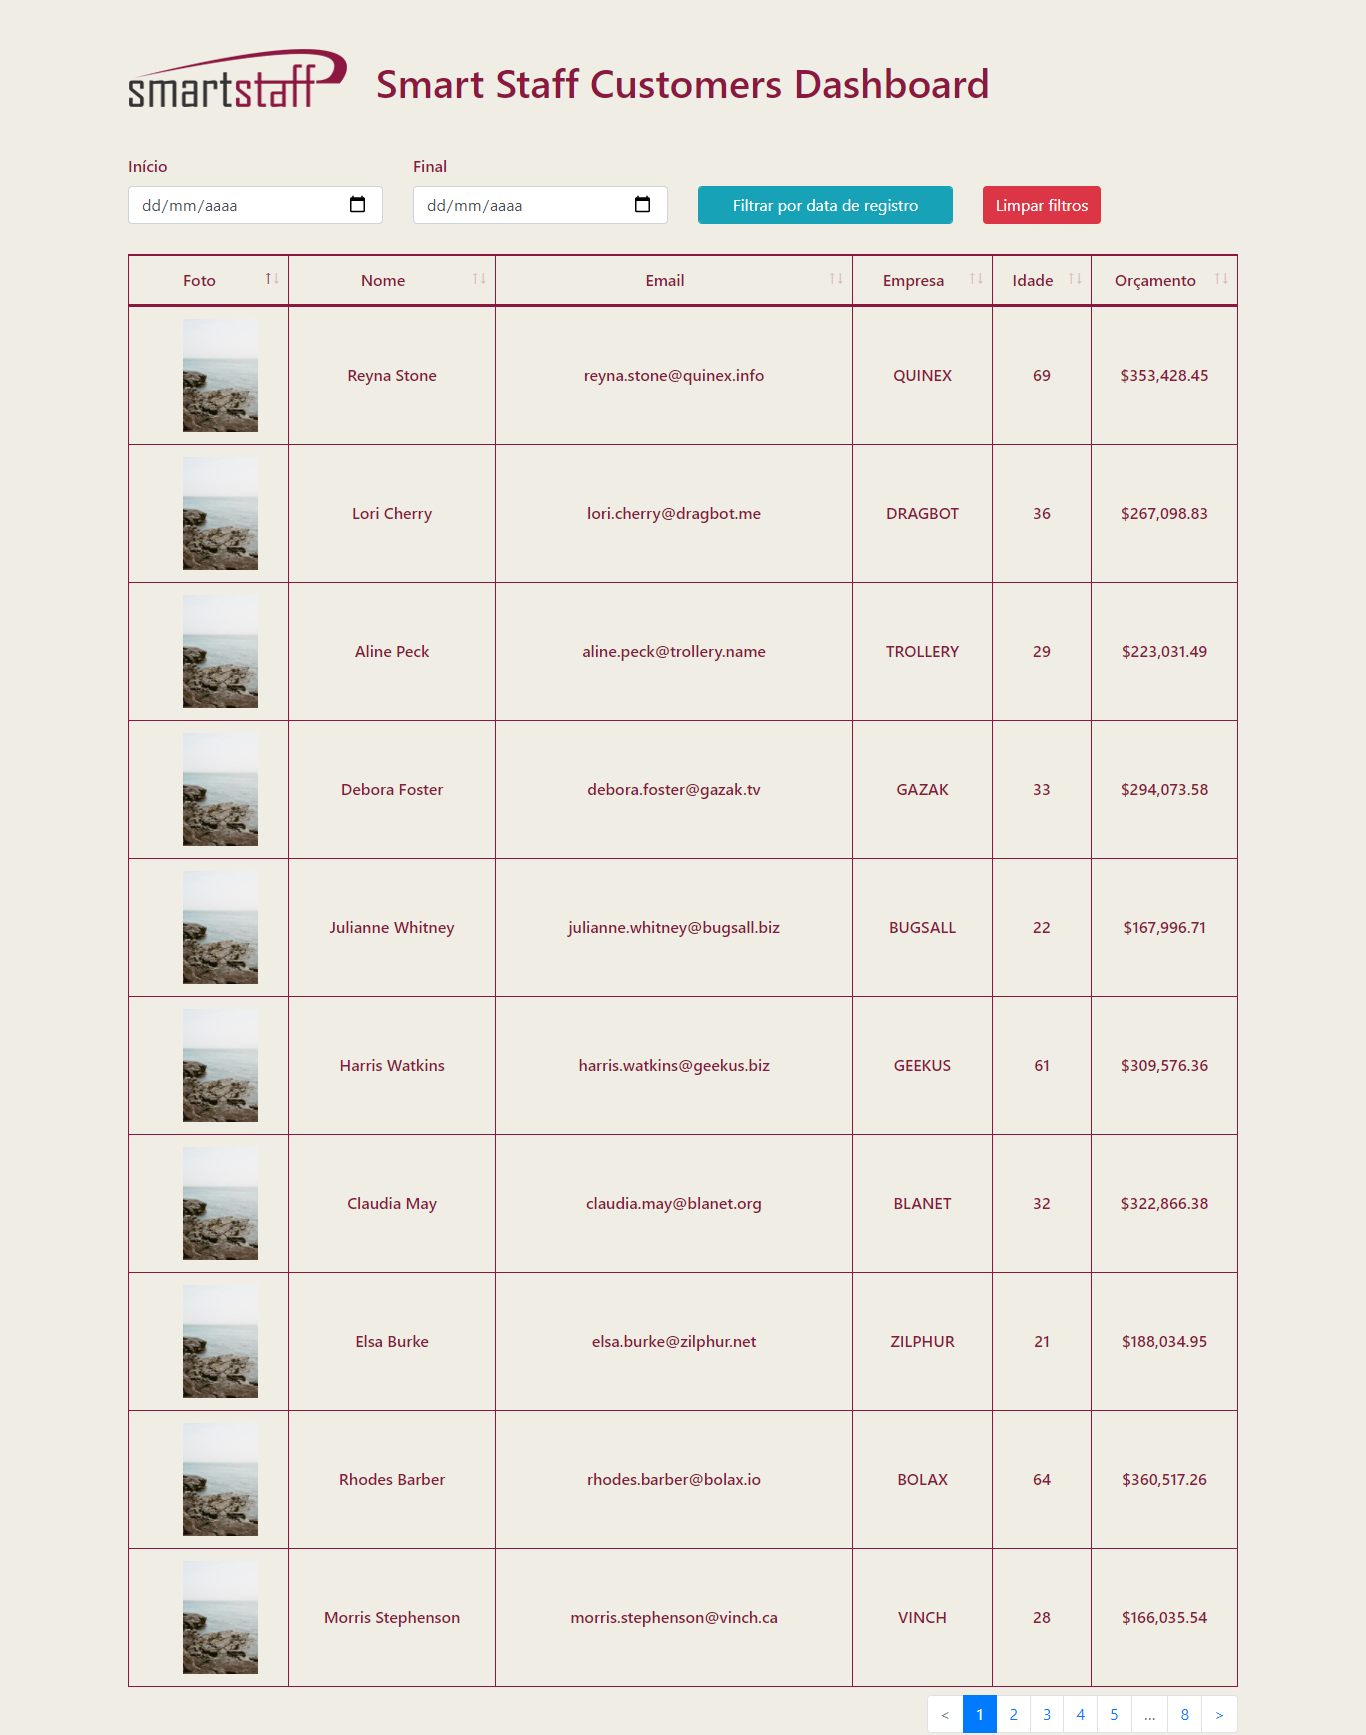 smartstaff
Smart Staff Customers Dashboard
Início Final
dd/mm/aaaa dd/mm/aaaa Filtrar por data de registro Limpar filtros
Foto ↑↓ Nome ↑↓ Email ↑↓ Empresa ↑↓ Idade ↑↓ Orçamento ↑↓
Reyna Stone reyna.stone@quinex.info QUINEX 69 $353,428.45
Lori Cherry lori.cherry@dragbot.me DRAGBOT 36 $267,098.83
Aline Peck aline.peck@trollery.name TROLLERY 29 $223,031.49
Debora Foster debora.foster@gazak.tv GAZAK 33 $294,073.58
Julianne Whitney julianne.whitney@bugsall.biz BUGSALL 22 $167,996.71
Harris Watkins harris.watkins@geekus.biz GEEKUS 61 $309,576.36
Claudia May claudia.may@blanet.org BLANET 32 $322,866.38
Elsa Burke elsa.burke@zilphur.net ZILPHUR 21 $188,034.95
Rhodes Barber rhodes.barber@bolax.io BOLAX 64 $360,517.26
Morris Stephenson morris.stephenson@vinch.ca VINCH 28 $166,035.54
< 1 2 3 4 5 ... 8 >